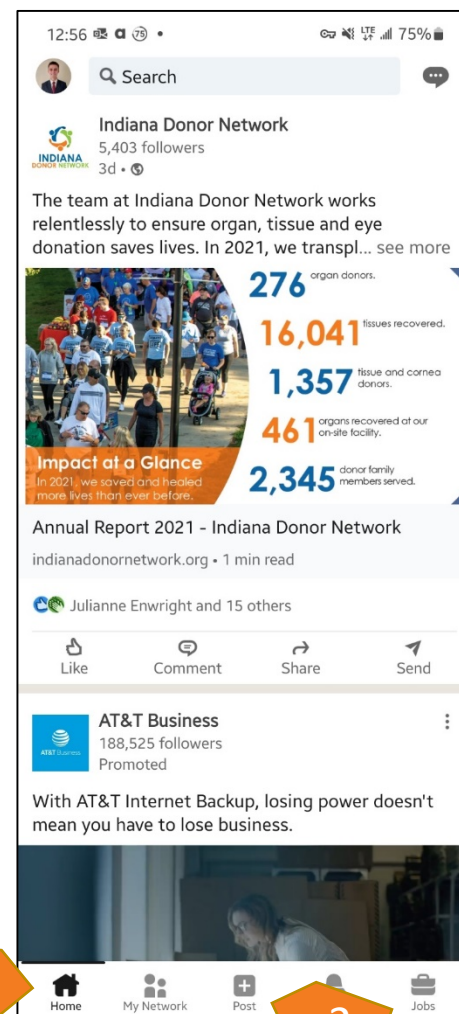 12:56
75
LTE
75%
Search
Indiana Donor Network
5,403 followers
3d •
INDIANA
DONOR NETWORK
The team at Indiana Donor Network works
relentlessly to ensure organ, tissue and eye
donation saves lives. In 2021, we transpl... see more
276 organ donors.
16,041 tissues recovered.
1,357 tissue and cornea
donors.
461 organs recovered at our
on-site facility.
2,345 donor family
members served.
Impact at a Glance
In 2021, we saved and healed
more lives than ever before.
Annual Report 2021 - Indiana Donor Network
indianadonornetwork.org • 1 min read
Julianne Enwright and 15 others
Like Comment Share Send
AT&T Business
188,525 followers
Promoted
AT&T Business
With AT&T Internet Backup, losing power doesn't
mean you have to lose business.
Home My Network Post Jobs